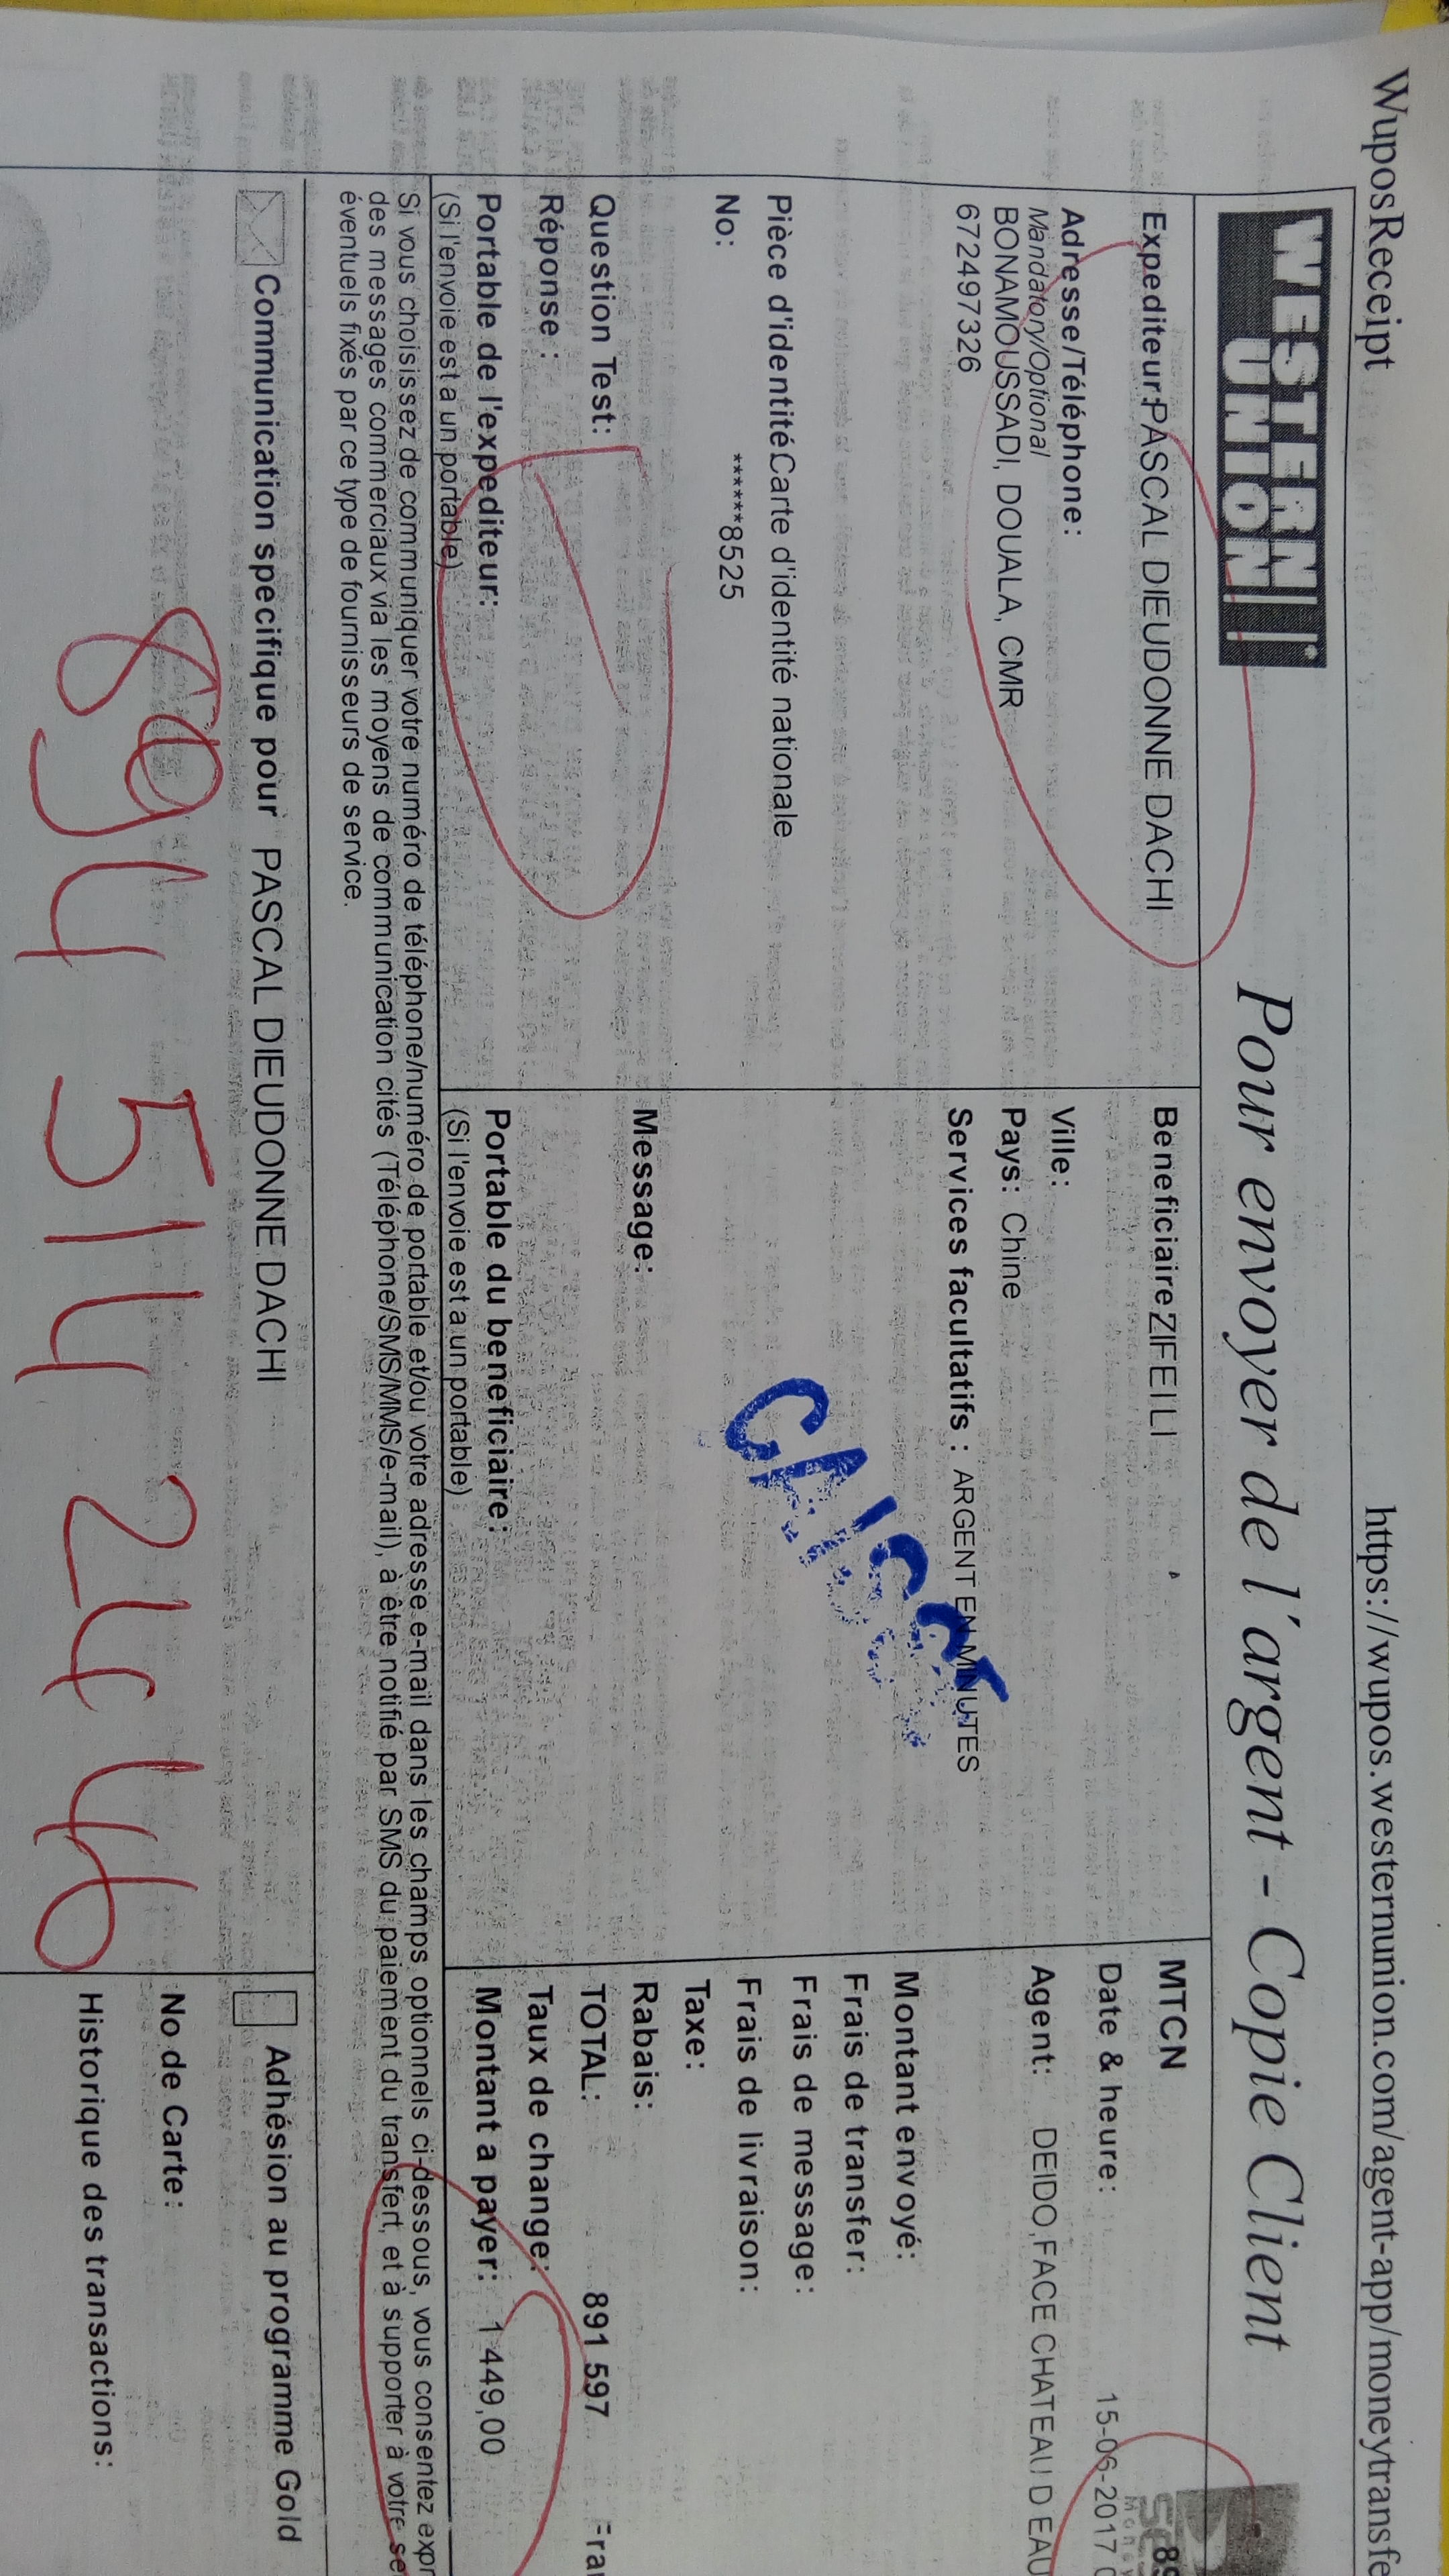 WuposReceipt
https://wupos.westernunion.com/agent-app/moneytransfe
WESTERN
UNION
Pour envoyer de l'argent - Copie Client
Expediteur:PASCAL DIEUDONNE DACHI
Adresse/Téléphone:
Mandatory/Optional
BONAMOUSSADI, DOUALA, CMR
672497326
Pièce d'identité:Carte d'identité nationale
No: ******8525
Question Test:
Réponse :
Portable de l'expediteur:
(Si l'envoie est a un portable)
Beneficiaire:ZIFEI LI
Ville:
Pays: Chine
Services facultatifs : ARGENT EN MINUTES
CAISSE
Message:
Portable du beneficiaire:
(Si l'envoie est a un portable)
MTCN 89
Date & heure: 15-06-2017
Agent: DEIDO,FACE CHATEAU D EAU
Montant envoyé:
Frais de transfer:
Frais de message:
Frais de livraison:
Taxe:
Rabais:
TOTAL: 891 597
Taux de change:
Montant a payer: 1 449,00
Si vous choisissez de communiquer votre numéro de téléphone/numéro de portable et/ou votre adresse e-mail dans les champs optionnels ci-dessous, vous consentez expr
des messages commerciaux via les moyens de communication cités (Téléphone/SMS/MMS/e-mail), à être notifié par SMS du paiement du transfert, et à supporter à votre se
éventuels fixés par ce type de fournisseurs de service.
Communication spécifique pour PASCAL DIEUDONNE DACHI
894 514 2446
Adhésion au programme Gold
No de Carte:
Historique des transactions: